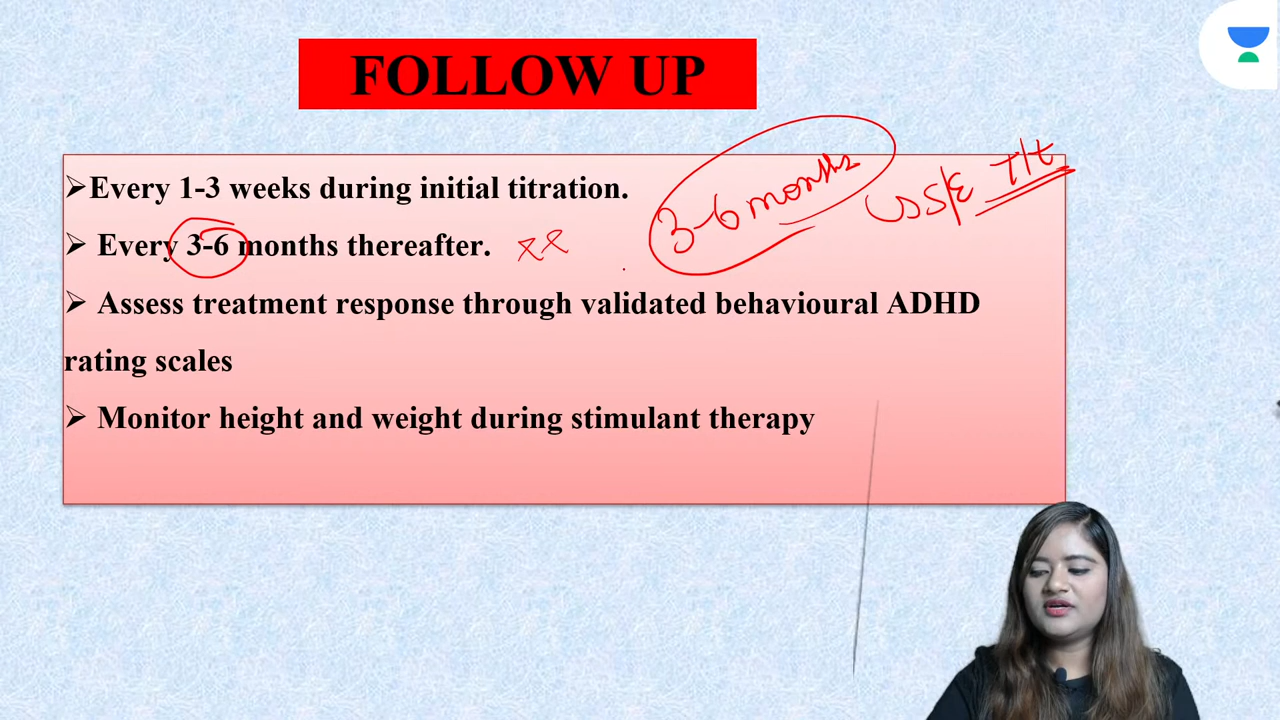 FOLLOW UP
➢Every 1-3 weeks during initial titration.
➢ Every 3-6 months thereafter.
➢ Assess treatment response through validated behavioural ADHD
rating scales
➢ Monitor height and weight during stimulant therapy
3-6 months
S/E
T/t